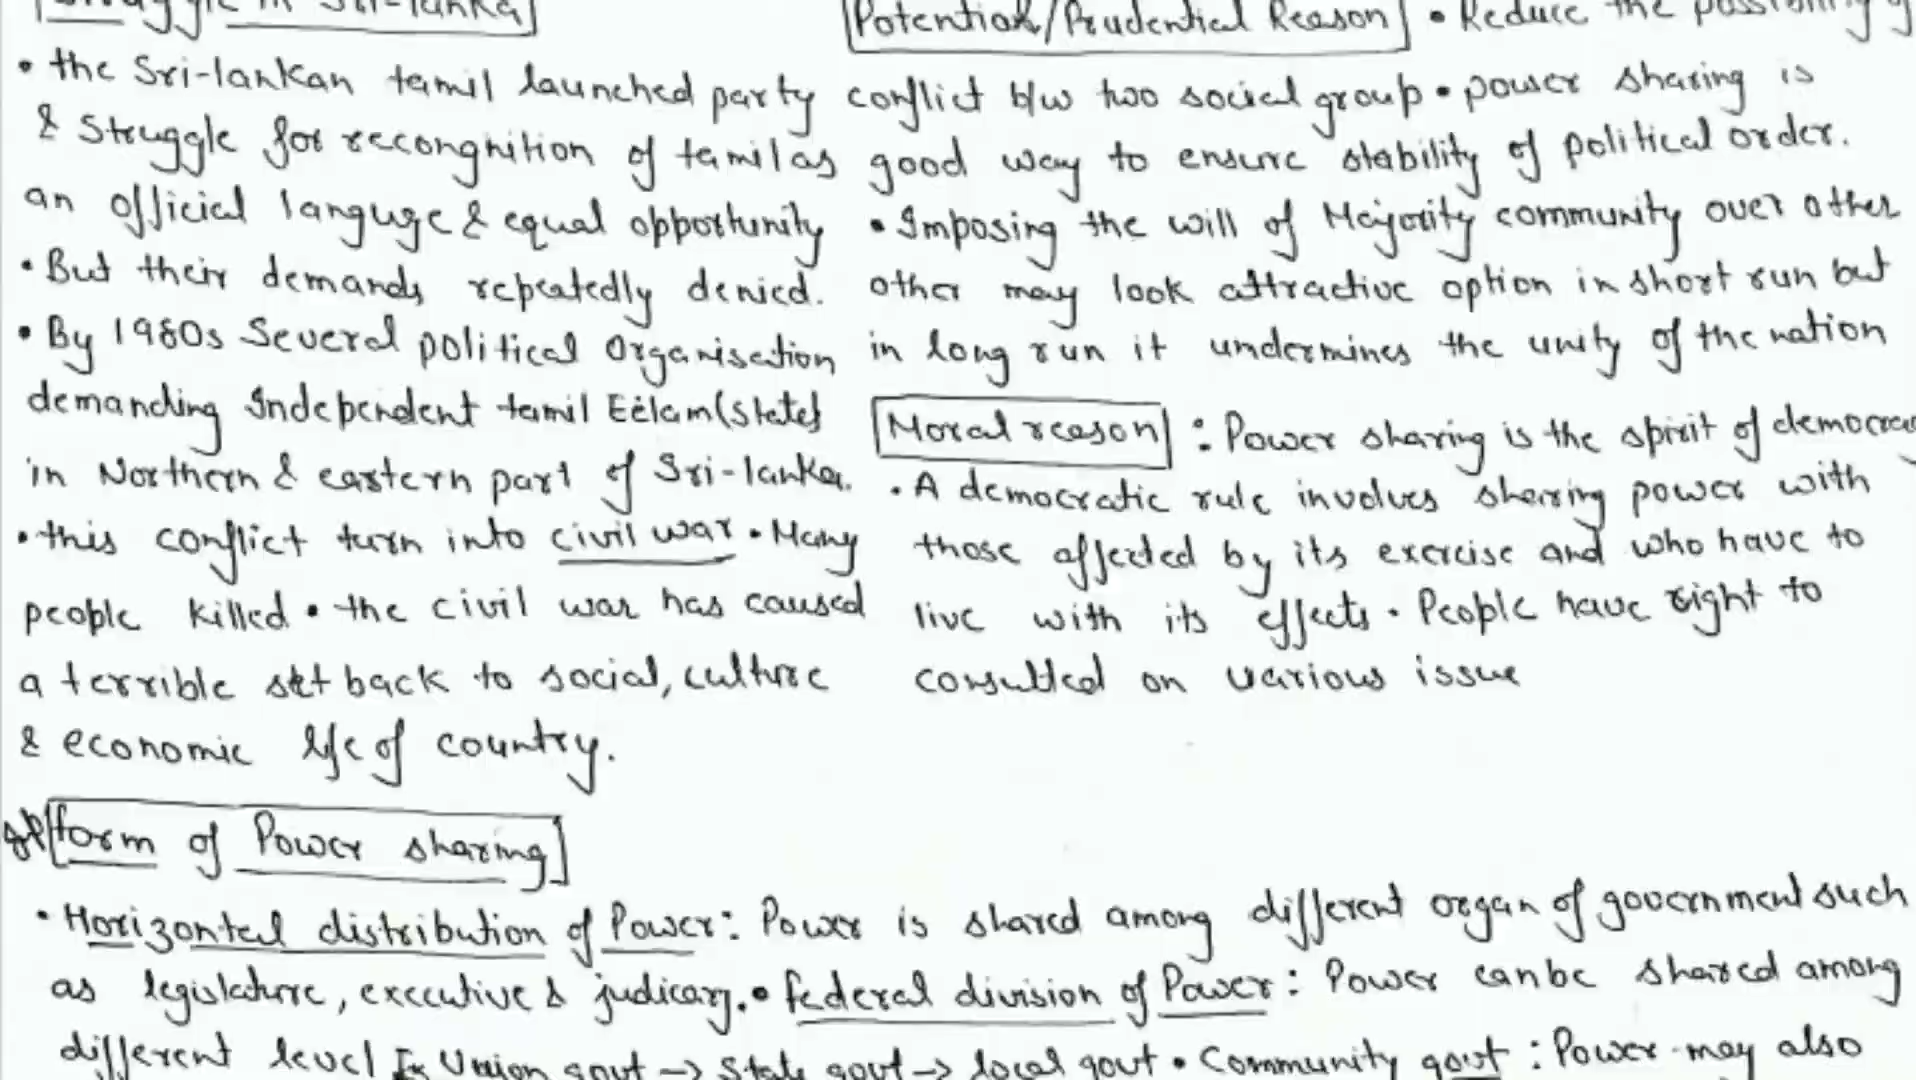 Struggle in Sri-lanka
• the Sri-lankan tamil launched party
& Struggle for recongnition of tamil as
an official languge & equal opportunity
• But their demands repeatedly denied.
• By 1980s Several political Organisation
demanding Independent tamil Eelam (state)
in Northern & eastern part of Sri-lanka.
• this conflict turn into civil war • Many
people killed • the civil war has caused
a terrible set back to social, culture
& economic life of country.
Potential/Prudential Reason • Reduce the possibility of
conflict b/w two social group • power sharing is
good way to ensure stability of political order.
• Imposing the will of Majority community over other
other may look attractive option in short run but
in long run it undermines the unity of the nation
Moral reason : Power sharing is the spirit of democracy
• A democratic rule involves sharing power with
those affected by its exercise and who have to
live with its effects • People have right to
consulted on various issue
form of Power sharing
• Horizontal distribution of Power: Power is shared among different organ of government such
as legislature, executive & judicary. • federal division of Power: Power can be shared among
different level Ex Union govt → State govt → local govt • Community govt : Power may also